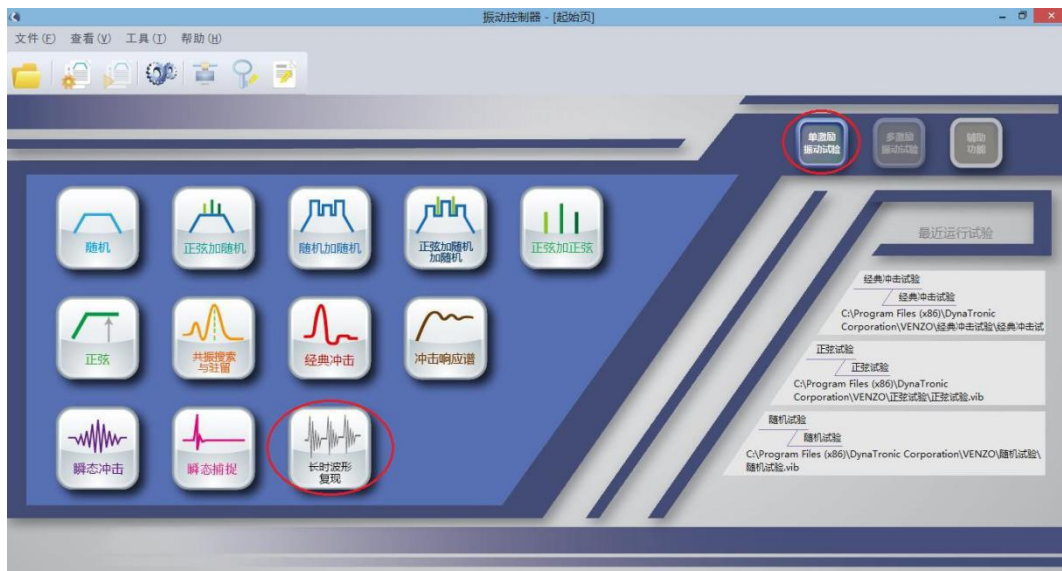 振动控制器 - [起始页]
文件(F) 查看(V) 工具(T) 帮助(H)
单激励
振动试验
多激励
振动试验
辅助
功能
随机
正弦加随机
随机加随机
正弦加随机
加随机
正弦加正弦
正弦
共振搜索
与驻留
经典冲击
冲击响应谱
瞬态冲击
瞬态捕捉
长时波形
复现
最近运行试验
经典冲击试验
经典冲击试验
C:\Program Files (x86)\DynaTronic
Corporation\VENZO\经典冲击试验\经典冲击试
正弦试验
正弦试验
C:\Program Files (x86)\DynaTronic
Corporation\VENZO\正弦试验\正弦试验.vib
随机试验
随机试验
C:\Program Files (x86)\DynaTronic Corporation\VENZO\随机试验\
随机试验.vib